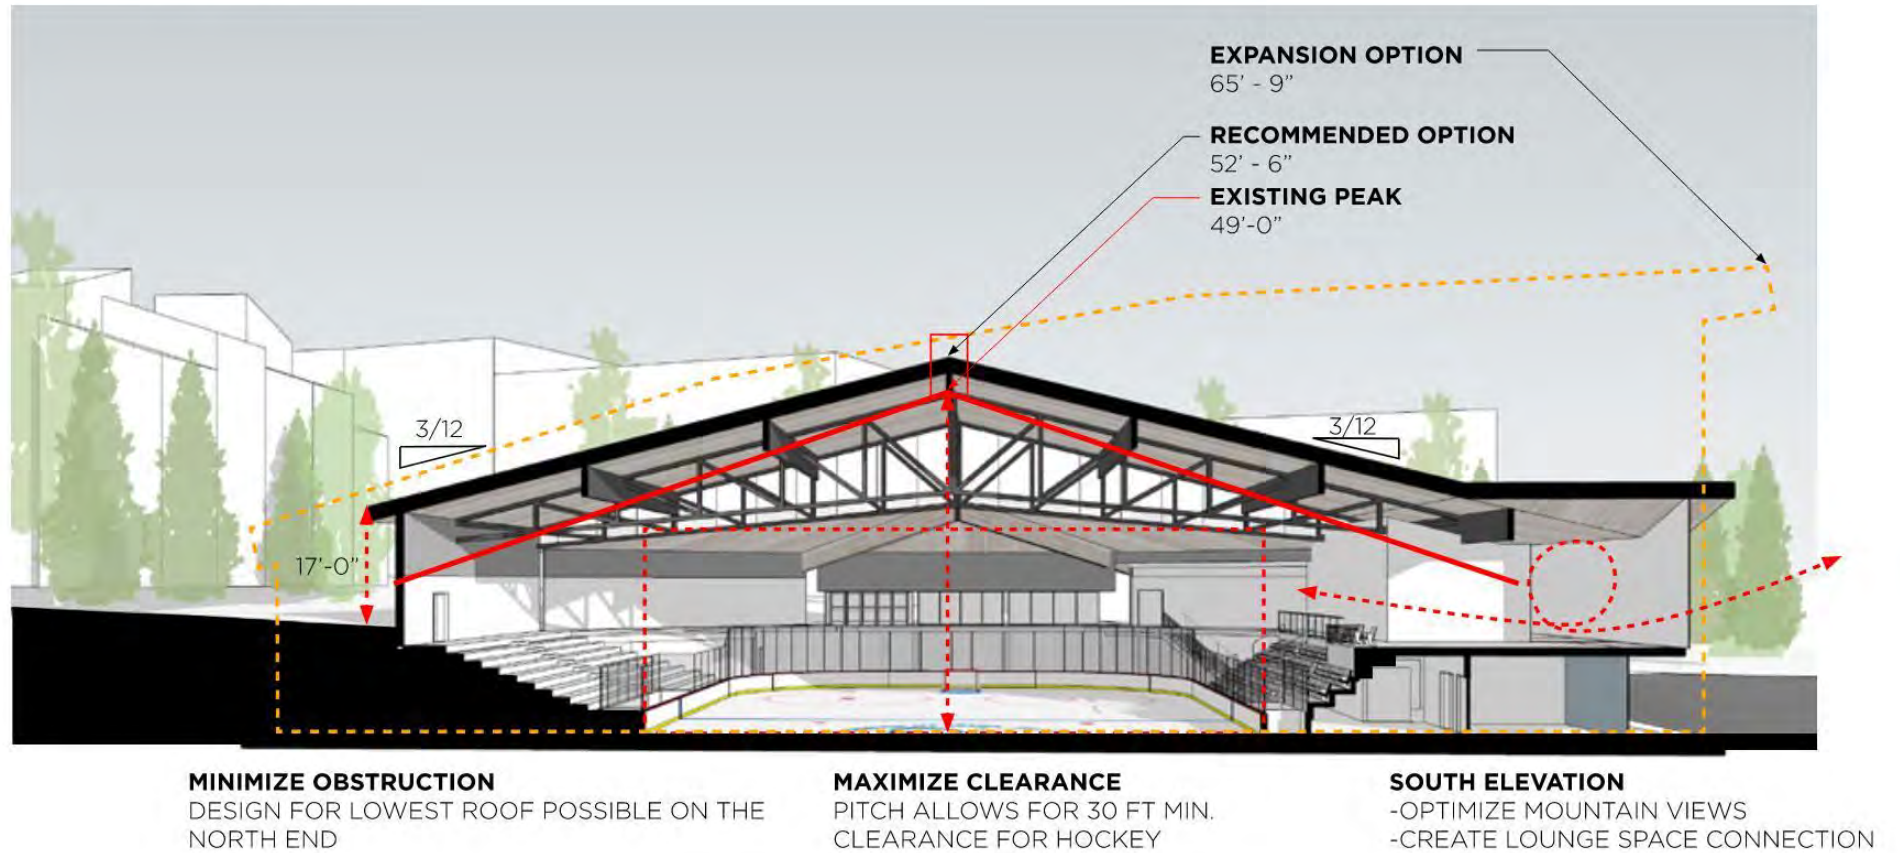 EXPANSION OPTION
65' - 9”
RECOMMENDED OPTION
52' - 6”
EXISTING PEAK
49'-0”
3/12
3/12
17'-0”
MINIMIZE OBSTRUCTION
DESIGN FOR LOWEST ROOF POSSIBLE ON THE
NORTH END
MAXIMIZE CLEARANCE
PITCH ALLOWS FOR 30 FT MIN.
CLEARANCE FOR HOCKEY
SOUTH ELEVATION
-OPTIMIZE MOUNTAIN VIEWS
-CREATE LOUNGE SPACE CONNECTION